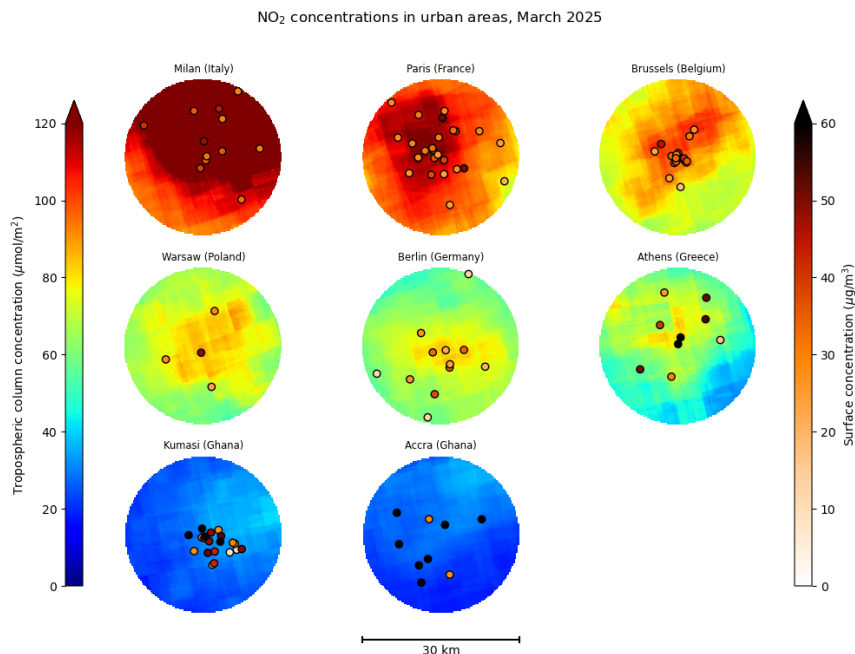 NO₂ concentrations in urban areas, March 2025
Milan (Italy)
Paris (France)
Brussels (Belgium)
Warsaw (Poland)
Berlin (Germany)
Athens (Greece)
Kumasi (Ghana)
Accra (Ghana)
Tropospheric column concentration (μmol/m²)
120
100
80
60
40
20
0
Surface concentration (μg/m³)
60
50
40
30
20
10
0
30 km